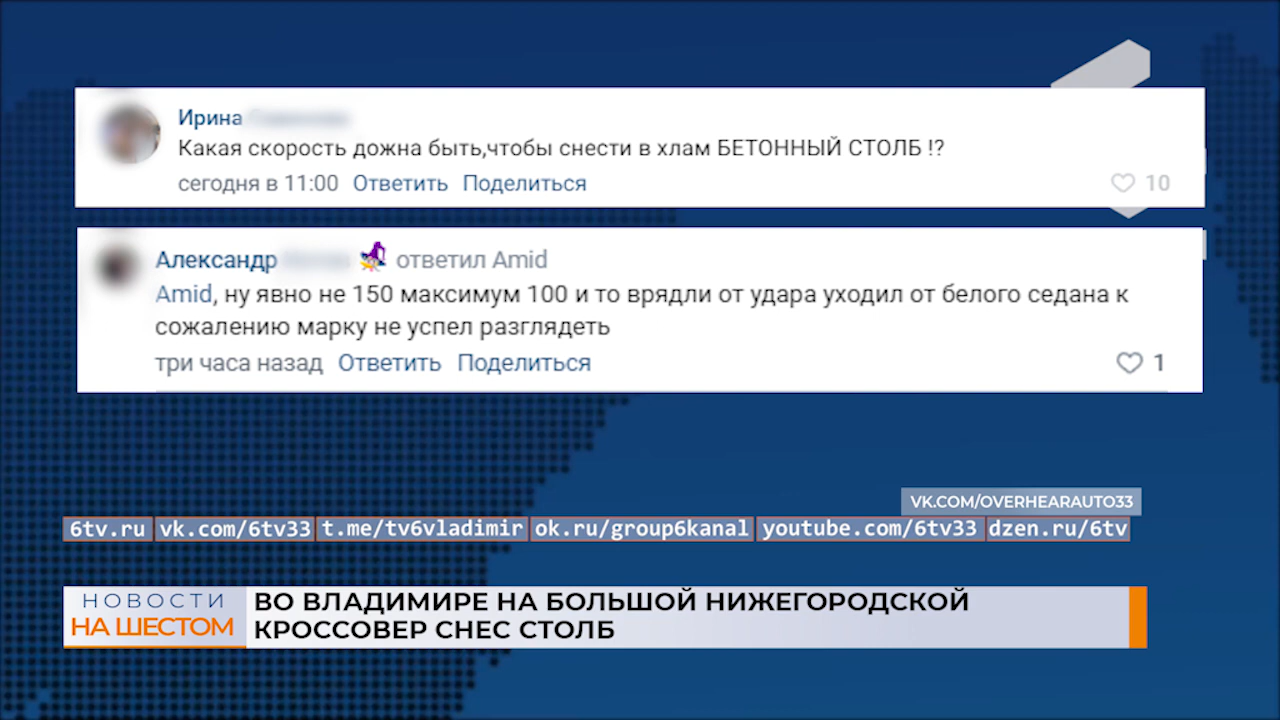 Ирина
Какая скорость дожна быть,чтобы снести в хлам БЕТОННЫЙ СТОЛБ !?
сегодня в 11:00 Ответить Поделиться
10
Александр ответил Amid
Amid, ну явно не 150 максимум 100 и то врядли от удара уходил от белого седана к
сожалению марку не успел разглядеть
три часа назад Ответить Поделиться
1
VK.COM/OVERHEARAUTO33
6tv.ru vk.com/6tv33 t.me/tv6vladimir ok.ru/group6kanal youtube.com/6tv33 dzen.ru/6tv
НОВОСТИ
НА ШЕСТОМ
ВО ВЛАДИМИРЕ НА БОЛЬШОЙ НИЖЕГОРОДСКОЙ
КРОССОВЕР СНЕС СТОЛБ